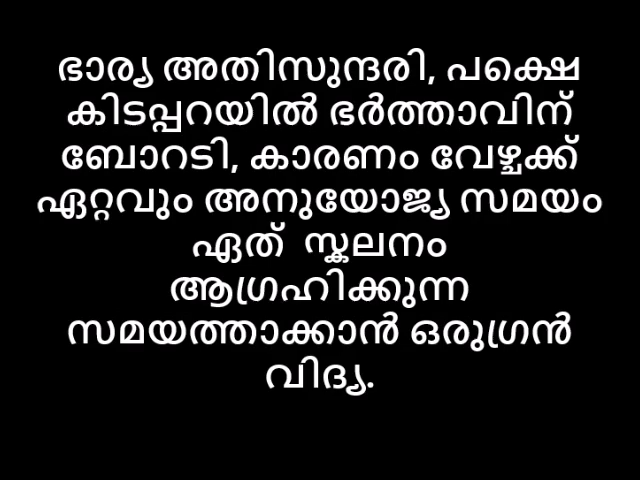 ഭാര്യ അതിസുന്ദരി, പക്ഷെ
കിടപ്പറയിൽ ഭർത്താവിന്
ബോറടി, കാരണം വേഴ്ചക്ക്
ഏറ്റവും അനുയോജ്യ സമയം
ഏത് സ്കലനം
ആഗ്രഹിക്കുന്ന
സമയത്താക്കാൻ ഒരുഗ്രൻ
വിദ്യ.